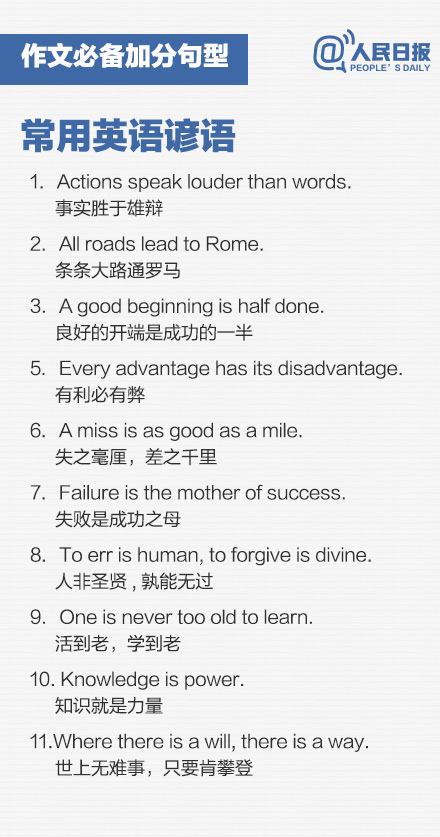 作文必备加分句型
@人民日报
PEOPLE'S DAILY
常用英语谚语
1. Actions speak louder than words.
事实胜于雄辩
2. All roads lead to Rome.
条条大路通罗马
3. A good beginning is half done.
良好的开端是成功的一半
5. Every advantage has its disadvantage.
有利必有弊
6. A miss is as good as a mile.
失之毫厘，差之千里
7. Failure is the mother of success.
失败是成功之母
8. To err is human, to forgive is divine.
人非圣贤 , 孰能无过
9. One is never too old to learn.
活到老，学到老
10. Knowledge is power.
知识就是力量
11.Where there is a will, there is a way.
世上无难事，只要肯攀登